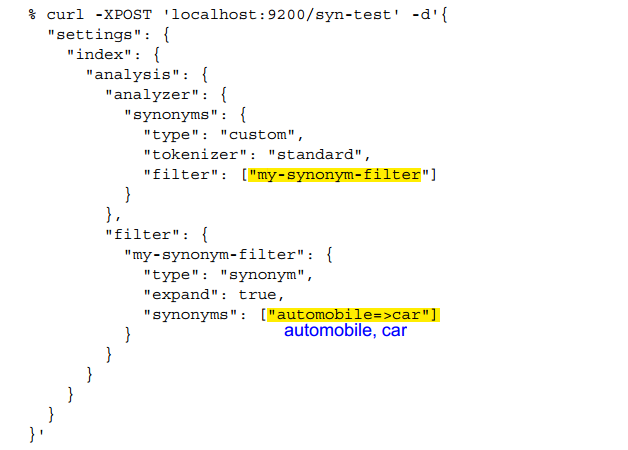 % curl -XPOST 'localhost:9200/syn-test' -d'{
"settings": {
"index": {
"analysis": {
"analyzer": {
"synonyms": {
"type": "custom",
"tokenizer": "standard",
"filter": ["my-synonym-filter"]
}
},
"filter": {
"my-synonym-filter": {
"type": "synonym",
"expand": true,
"synonyms": ["automobile=>car"]
automobile, car
}
}
}
}
}
}'